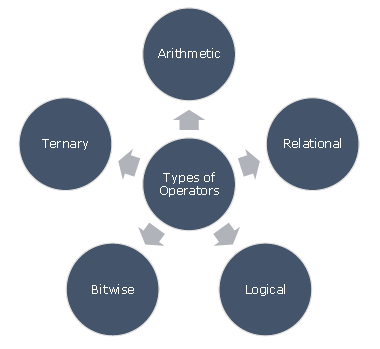 Arithmetic
Ternary
Relational
Types of
Operators
Bitwise
Logical